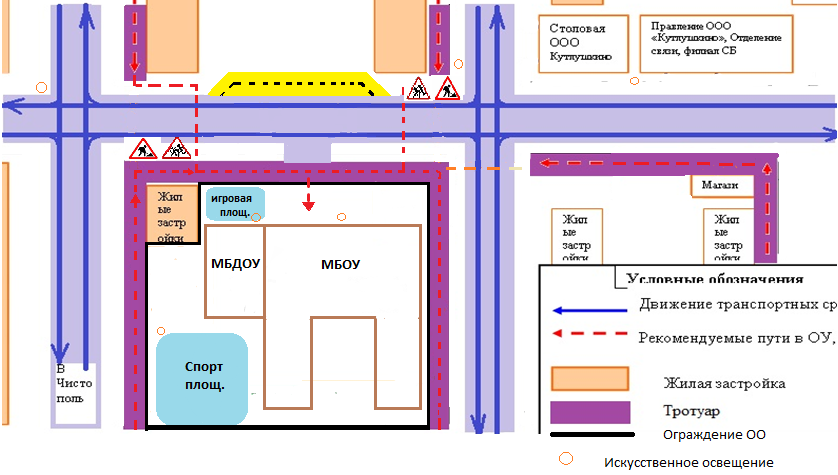 Столовая
ООО
Кутлушкино
Правление ООО
«Кутлушкино», Отделение
связи, филиал СБ
Магази
Жил
ые
застр
ойки
игровая
площ.
МБДОУ
МБОУ
Жил
ые
застр
ойки
Жил
ые
застр
ойки
Спорт
площ.
В
Чисто
поль
Условные обозначения
Движение транспортных ср
Рекомендуемые пути в ОУ,
Жилая застройка
Тротуар
Ограждение ОО
Искусственное освещение